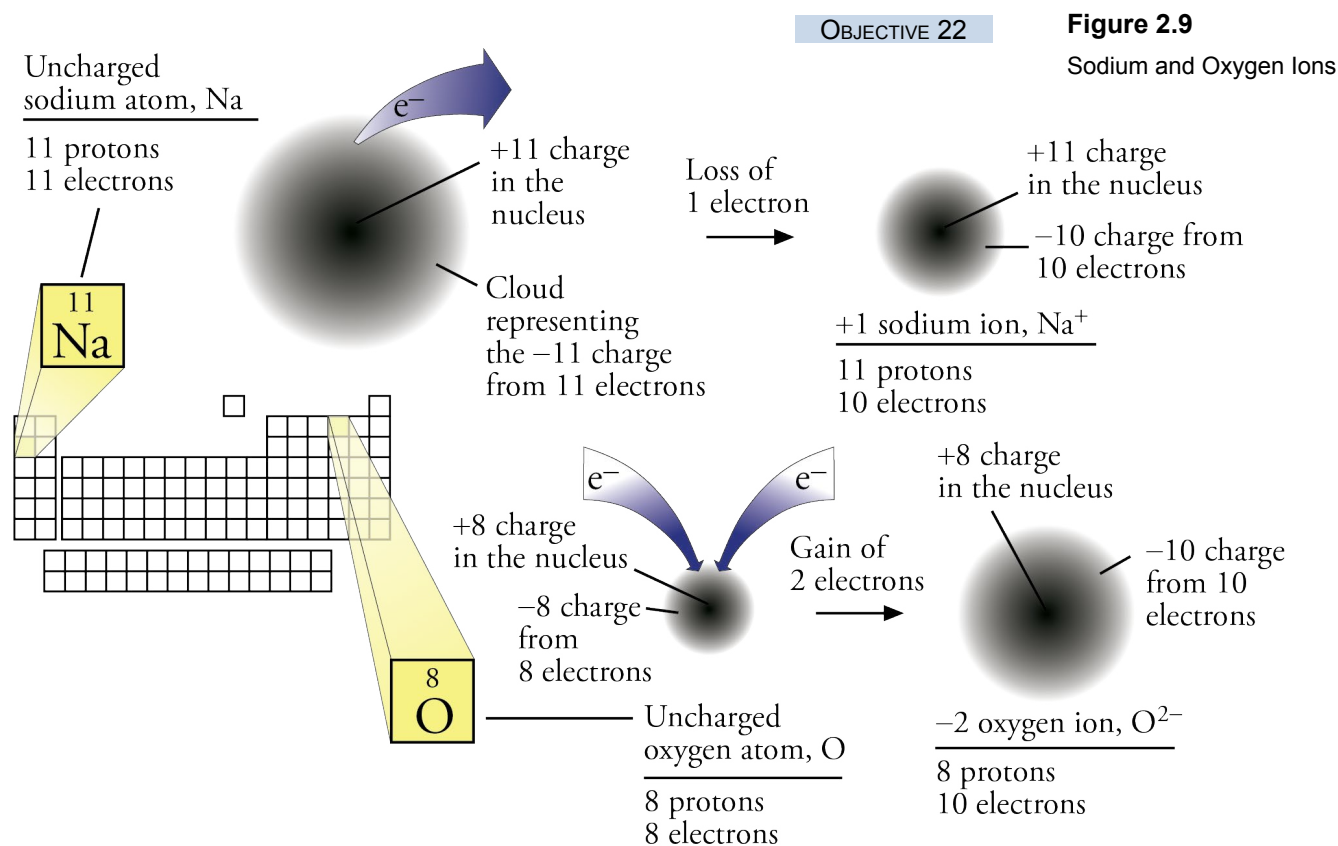 OBJECTIVE 22
Figure 2.9
Sodium and Oxygen Ions
Uncharged
sodium atom, Na
11 protons
11 electrons
e–
+11 charge
in the
nucleus
Cloud
representing
the –11 charge
from 11 electrons
Loss of
1 electron
+11 charge
in the nucleus
–10 charge from
10 electrons
+1 sodium ion, Na⁺
11 protons
10 electrons
11
Na
e–
e–
+8 charge
in the nucleus
–8 charge
from
8 electrons
Gain of
2 electrons
+8 charge
in the nucleus
–10 charge
from 10
electrons
8
O
Uncharged
oxygen atom, O
8 protons
8 electrons
–2 oxygen ion, O²⁻
8 protons
10 electrons